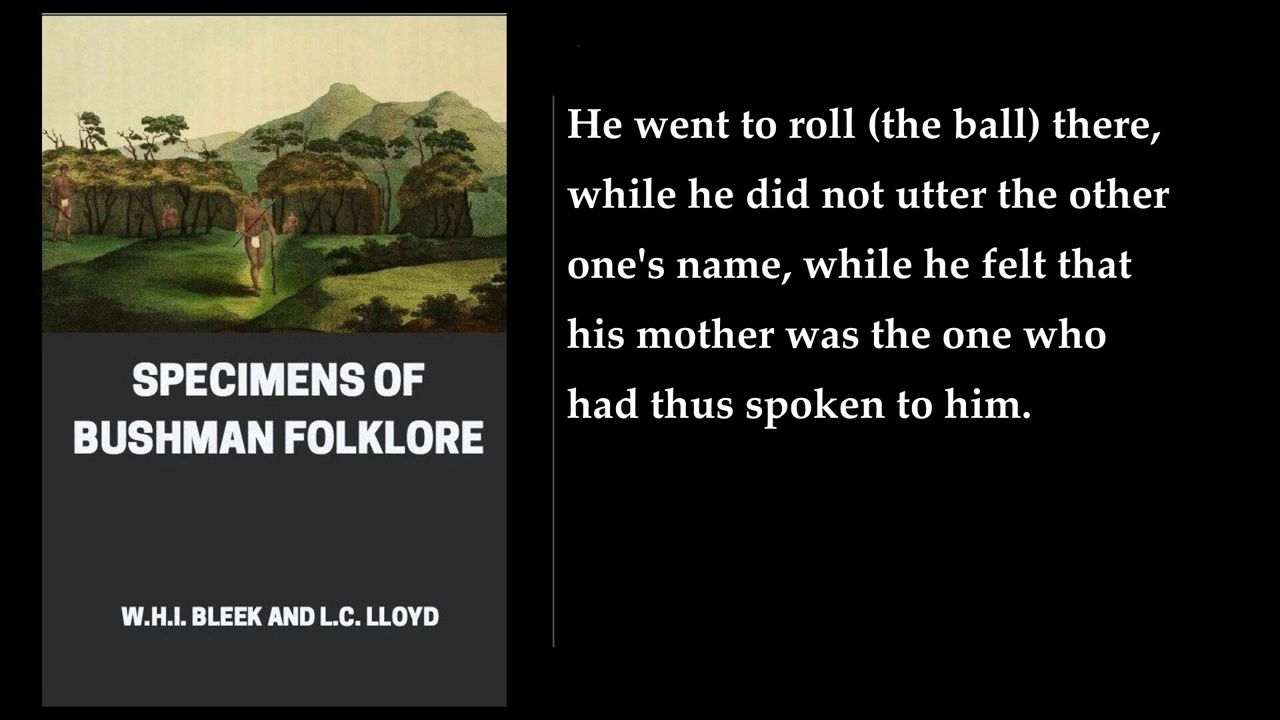 SPECIMENS OF
BUSHMAN FOLKLORE
W.H.I. BLEEK AND L.C. LLOYD
He went to roll (the ball) there,
while he did not utter the other
one's name, while he felt that
his mother was the one who
had thus spoken to him.